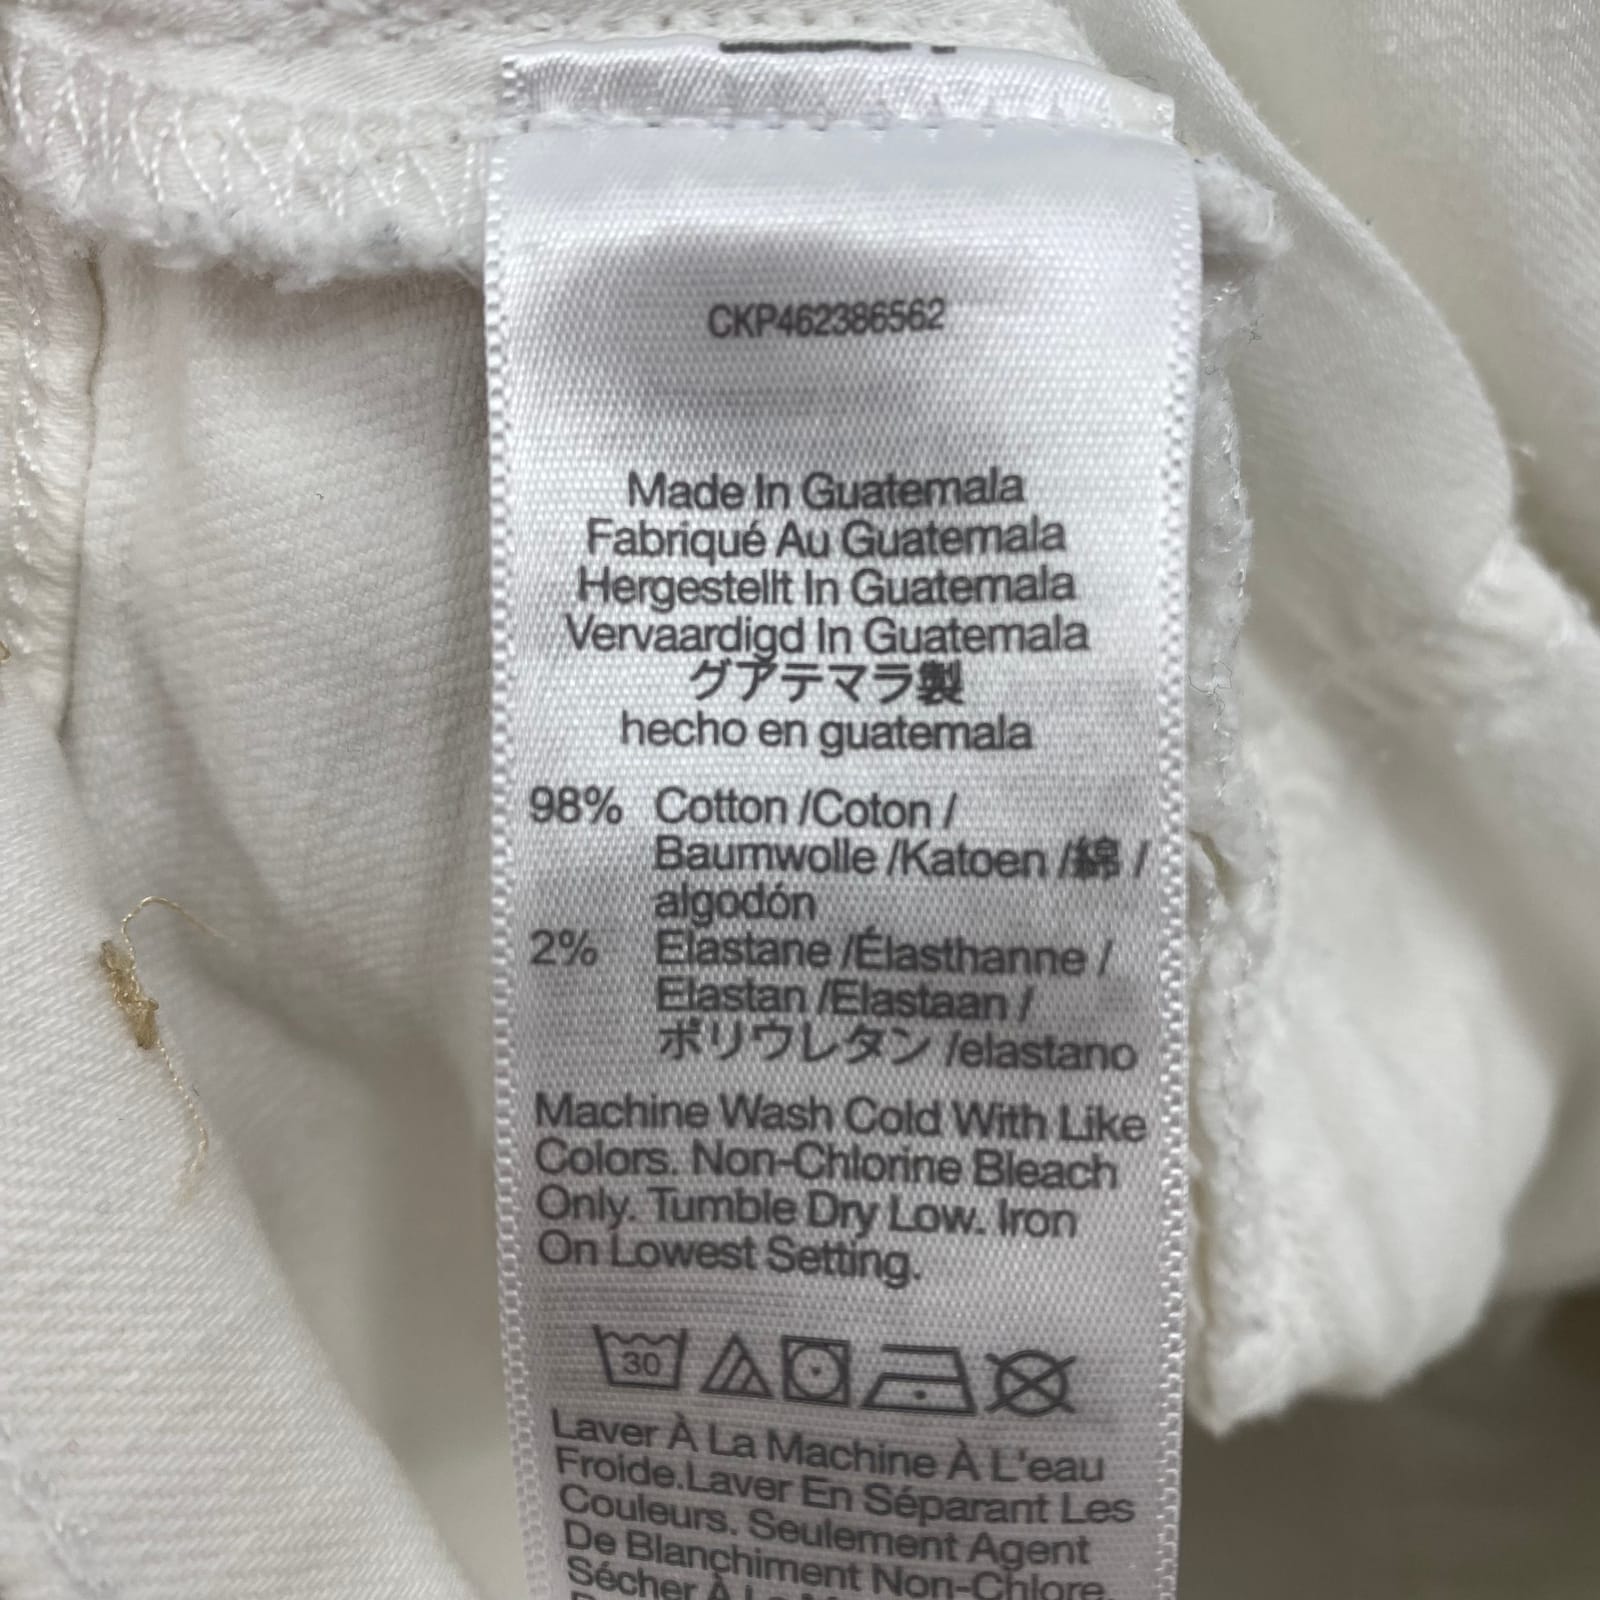 CKP462386562
Made In Guatemala
Fabriqué Au Guatemala
Hergestellt In Guatemala
Vervaardigd In Guatemala
グアテマラ製
hecho en guatemala
98% Cotton /Coton /
Baumwolle /Katoen /綿 /
algodón
2% Elastane /Élasthanne /
Elastan /Elastaan /
ポリウレタン /elastano
Machine Wash Cold With Like
Colors. Non-Chlorine Bleach
Only. Tumble Dry Low. Iron
On Lowest Setting.
30
Laver À La Machine À L'eau
Froide.Laver En Séparant Les
Couleurs. Seulement Agent
De Blanchiment Non-Chlore.
Sécher À La